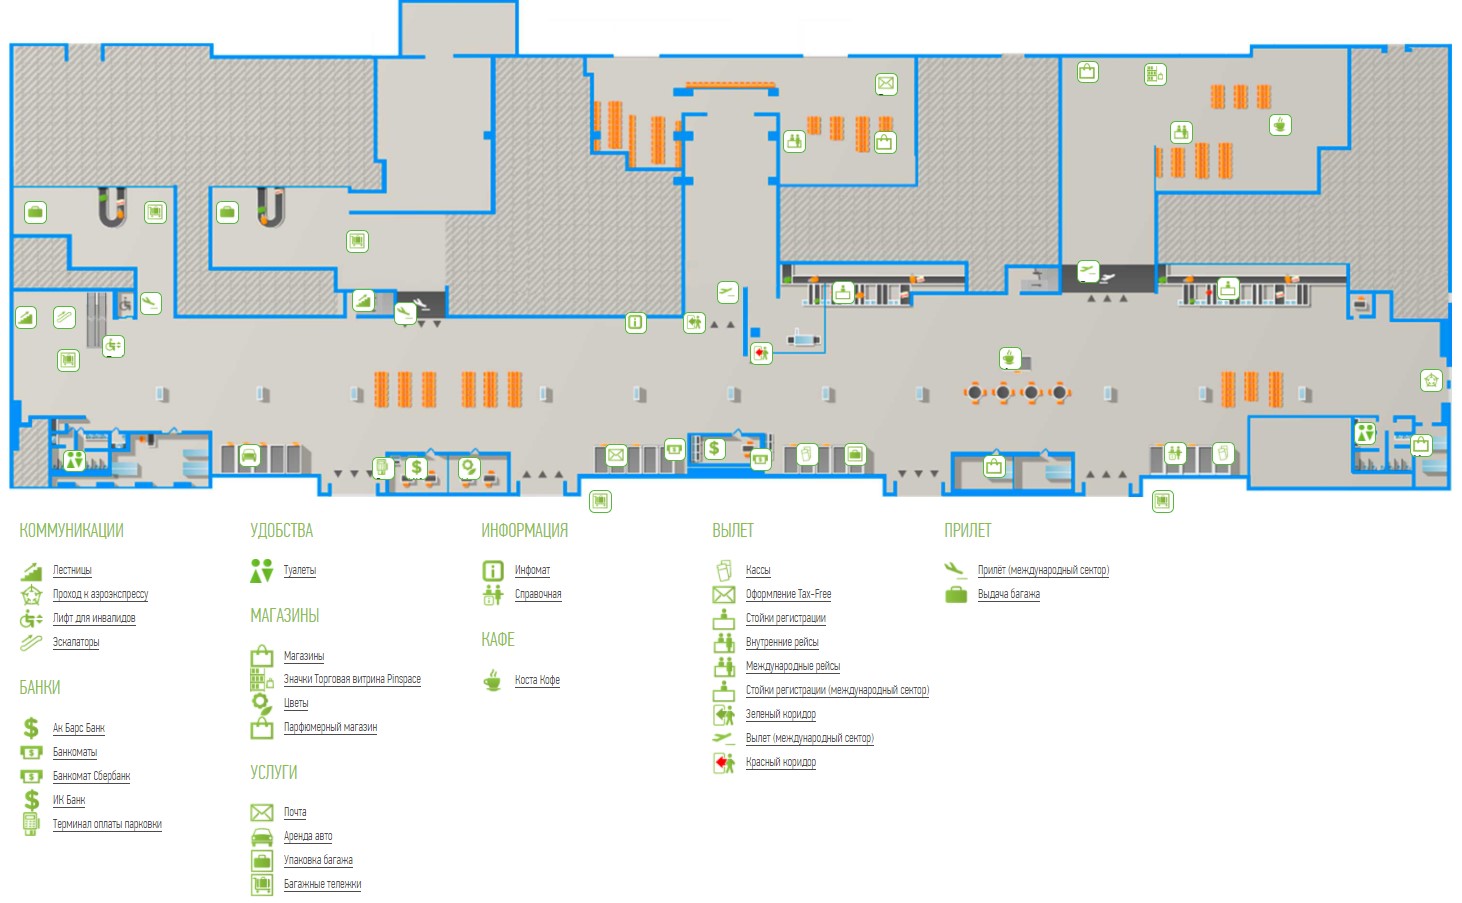 КОММУНИКАЦИИ
Лестницы
Проход к аэроэкспрессу
Лифт для инвалидов
Эскалаторы
БАНКИ
Ак Барс Банк
Банкоматы
Банкомат Сбербанк
ИК Банк
Терминал оплаты парковки
УДОБСТВА
Туалеты
МАГАЗИНЫ
Магазины
Значки Торговая витрина Pinspace
Цветы
Парфюмерный магазин
УСЛУГИ
Почта
Аренда авто
Упаковка багажа
Багажные тележки
ИНФОРМАЦИЯ
Инфомат
Справочная
КАФЕ
Коста Кофе
ВЫЛЕТ
Кассы
Оформление Tax-Free
Стойки регистрации
Внутренние рейсы
Международные рейсы
Стойки регистрации (международный сектор)
Зеленый коридор
Вылет (международный сектор)
Красный коридор
ПРИЛЕТ
Прилёт (международный сектор)
Выдача багажа